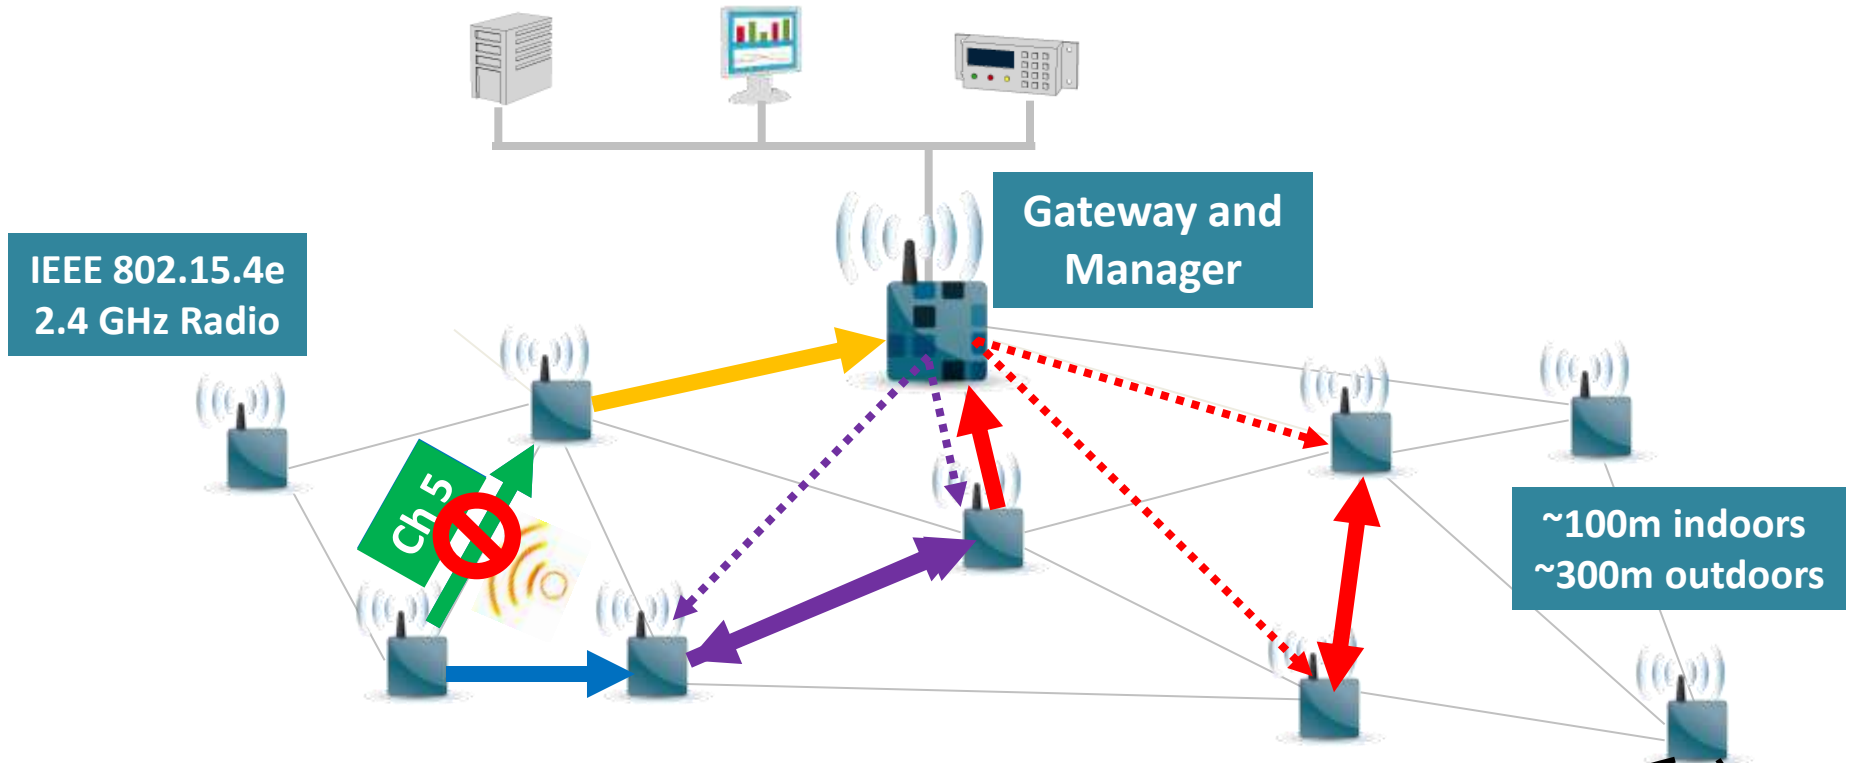 Gateway and
Manager
IEEE 802.15.4e
2.4 GHz Radio
Ch 5
~100m indoors
~300m outdoors